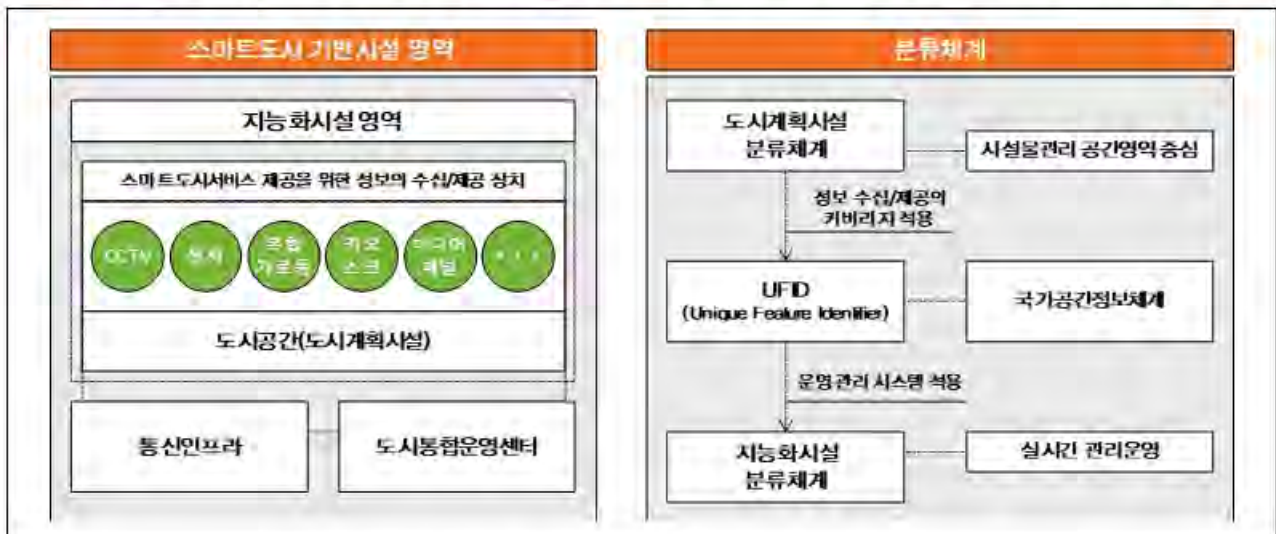 스마트도시 기반시설 영역
지능화시설 영역
스마트도시서비스 제공을 위한 정보의 수집/제공 장치
CCTV
센서
복합
가로등
키오
스크
미디어
패널
• • •
도시공간(도시계획시설)
통신인프라
도시통합운영센터
분류체계
도시계획시설
분류체계
시설물관리 공간영역 중심
정보 수집/제공의
커버리지 적용
UFID
(Unique Feature Identifier)
국가공간정보체계
운영관리 시스템 적용
지능화시설
분류체계
실시간 관리운영